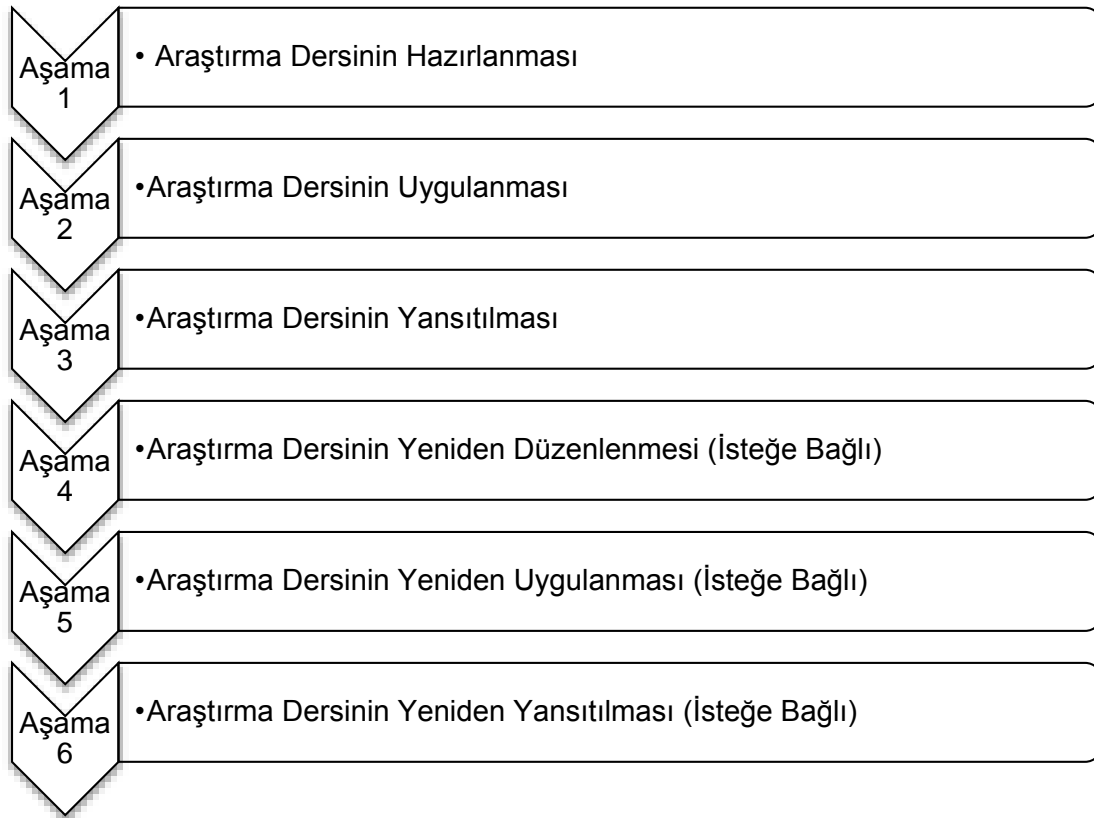 Aşama
1
• Araştırma Dersinin Hazırlanması
Aşama
2
•Araştırma Dersinin Uygulanması
Aşama
3
•Araştırma Dersinin Yansıtılması
Aşama
4
•Araştırma Dersinin Yeniden Düzenlenmesi (İsteğe Bağlı)
Aşama
5
•Araştırma Dersinin Yeniden Uygulanması (İsteğe Bağlı)
Aşama
6
•Araştırma Dersinin Yeniden Yansıtılması (İsteğe Bağlı)